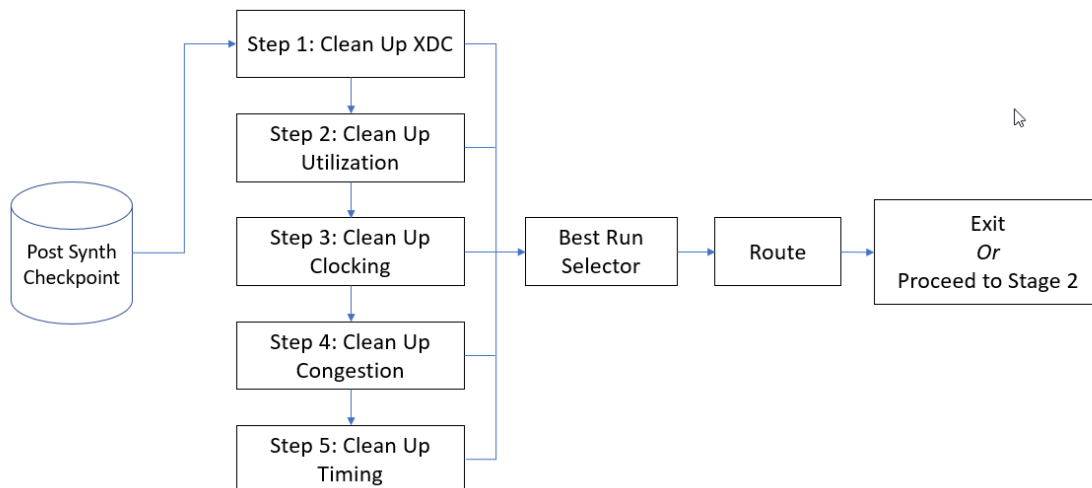 Step 1: Clean Up XDC
Step 2: Clean Up
Utilization
Post Synth
Checkpoint
Step 3: Clean Up
Clocking
Best Run
Selector
Route
Exit
Or
Proceed to Stage 2
Step 4: Clean Up
Congestion
Step 5: Clean Up
Timing